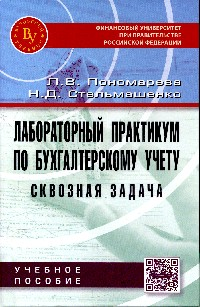 ФИНАНСОВЫЙ УНИВЕРСИТЕТ
ПРИ ПРАВИТЕЛЬСТВЕ
РОССИЙСКОЙ ФЕДЕРАЦИИ
Л.В. Пономарева
Н.Д. Стельмашенко
ЛАБОРАТОРНЫЙ ПРАКТИКУМ
ПО БУХГАЛТЕРСКОМУ УЧЕТУ
СКВОЗНАЯ ЗАДАЧА
УЧЕБНОЕ
ПОСОБИЕ